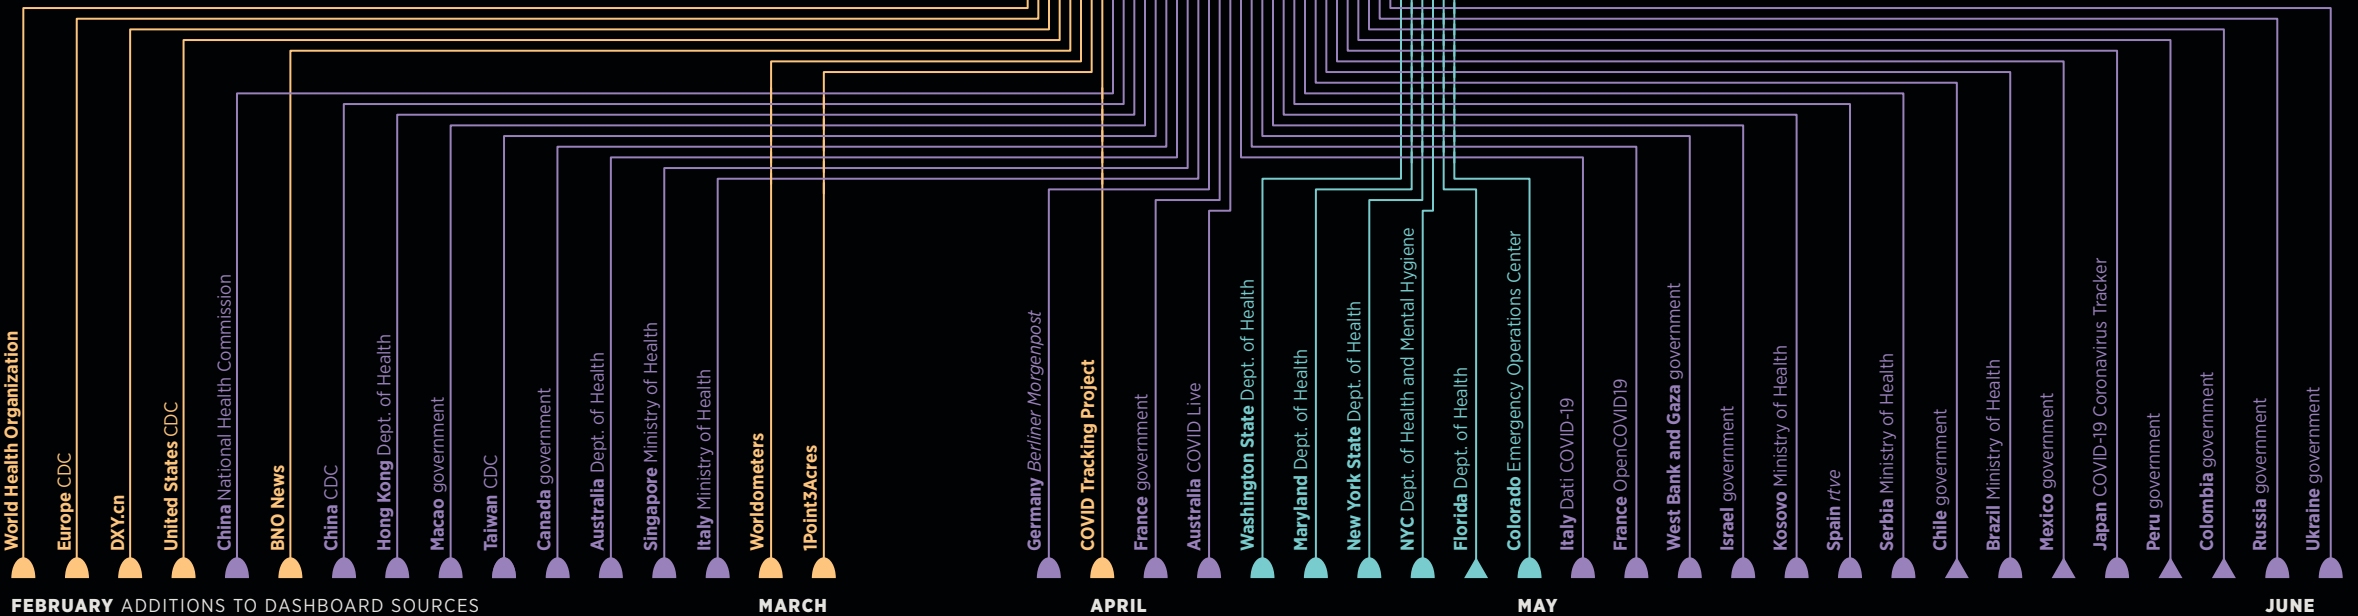 World Health Organization
Europe CDC
DXY.cn
United States CDC
China National Health Commission
BNO News
China CDC
Hong Kong Dept. of Health
Macao government
Taiwan CDC
Canada government
Australia Dept. of Health
Singapore Ministry of Health
Italy Ministry of Health
Worldometers
1Point3Acres
Germany Berliner Morgenpost
COVID Tracking Project
France government
Australia COVID Live
Washington State Dept. of Health
Maryland Dept. of Health
New York State Dept. of Health
NYC Dept. of Health and Mental Hygiene
Florida Dept. of Health
Colorado Emergency Operations Center
Italy Dati COVID-19
France OpenCOVID19
West Bank and Gaza government
Israel government
Kosovo Ministry of Health
Spain rtve
Serbia Ministry of Health
Chile government
Brazil Ministry of Health
Mexico government
Japan COVID-19 Coronavirus Tracker
Peru government
Colombia government
Russia government
Ukraine government
FEBRUARY ADDITIONS TO DASHBOARD SOURCES
MARCH
APRIL
MAY
JUNE